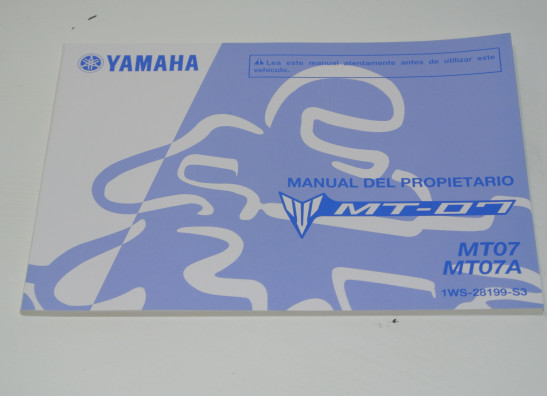 YAMAHA
Lea este manual atentamente antes de utilizar este
vehículo.
MANUAL DEL PROPIETARIO
MT-07
MT07
MT07A
1WS-28199-S3